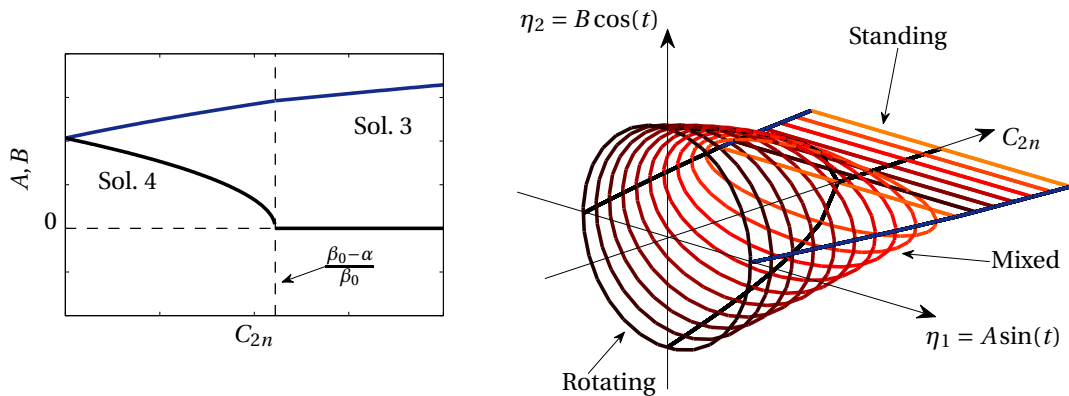 A, B
0
Sol. 4
Sol. 3
β₀−α
β₀
C₂ₙ
η₂ = B cos(t)
Standing
C₂ₙ
Mixed
η₁ = A sin(t)
Rotating